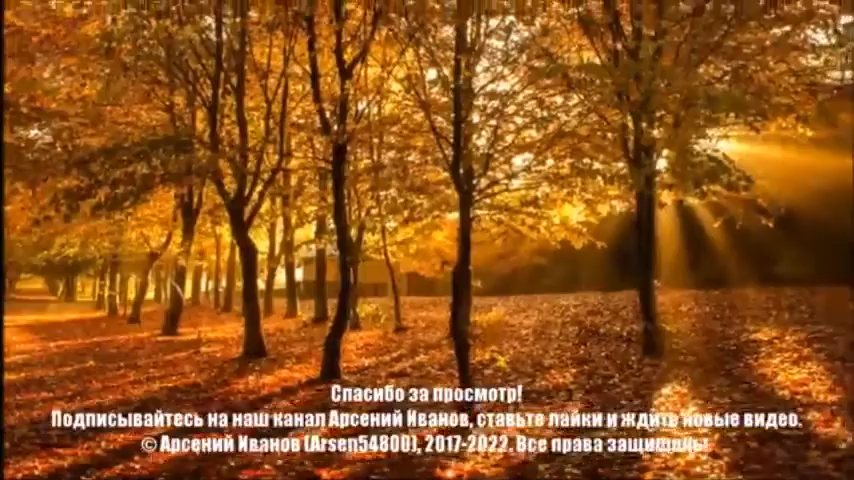 Спасибо за просмотр!
Подписывайтесь на наш канал Арсений Иванов, ставьте лайки и ждите новые видео.
© Арсений Иванов (Arsen54800), 2017-2022. Все права защищены